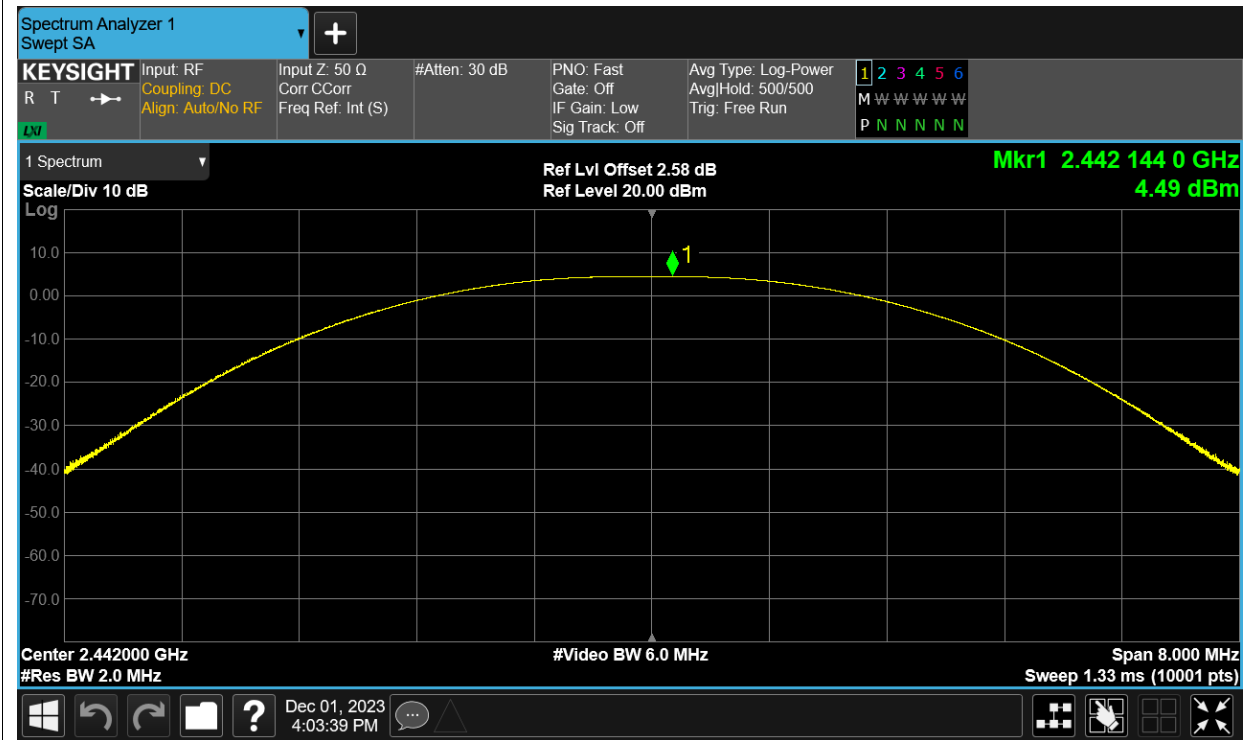 Spectrum Analyzer 1
Swept SA
+
KEYSIGHT
R T
LXI
Input: RF
Coupling: DC
Align: Auto/No RF
Input Z: 50 Ω
Corr CCorr
Freq Ref: Int (S)
#Atten: 30 dB
PNO: Fast
Gate: Off
IF Gain: Low
Sig Track: Off
Avg Type: Log-Power
Avg|Hold: 500/500
Trig: Free Run
1 2 3 4 5 6
M W W W W W
P N N N N N
1 Spectrum
Scale/Div 10 dB
Log
Ref Lvl Offset 2.58 dB
Ref Level 20.00 dBm
Mkr1 2.442 144 0 GHz
4.49 dBm
1
10.0
0.00
-10.0
-20.0
-30.0
-40.0
-50.0
-60.0
-70.0
Center 2.442000 GHz
#Res BW 2.0 MHz
#Video BW 6.0 MHz
Span 8.000 MHz
Sweep 1.33 ms (10001 pts)
?
Dec 01, 2023
4:03:39 PM